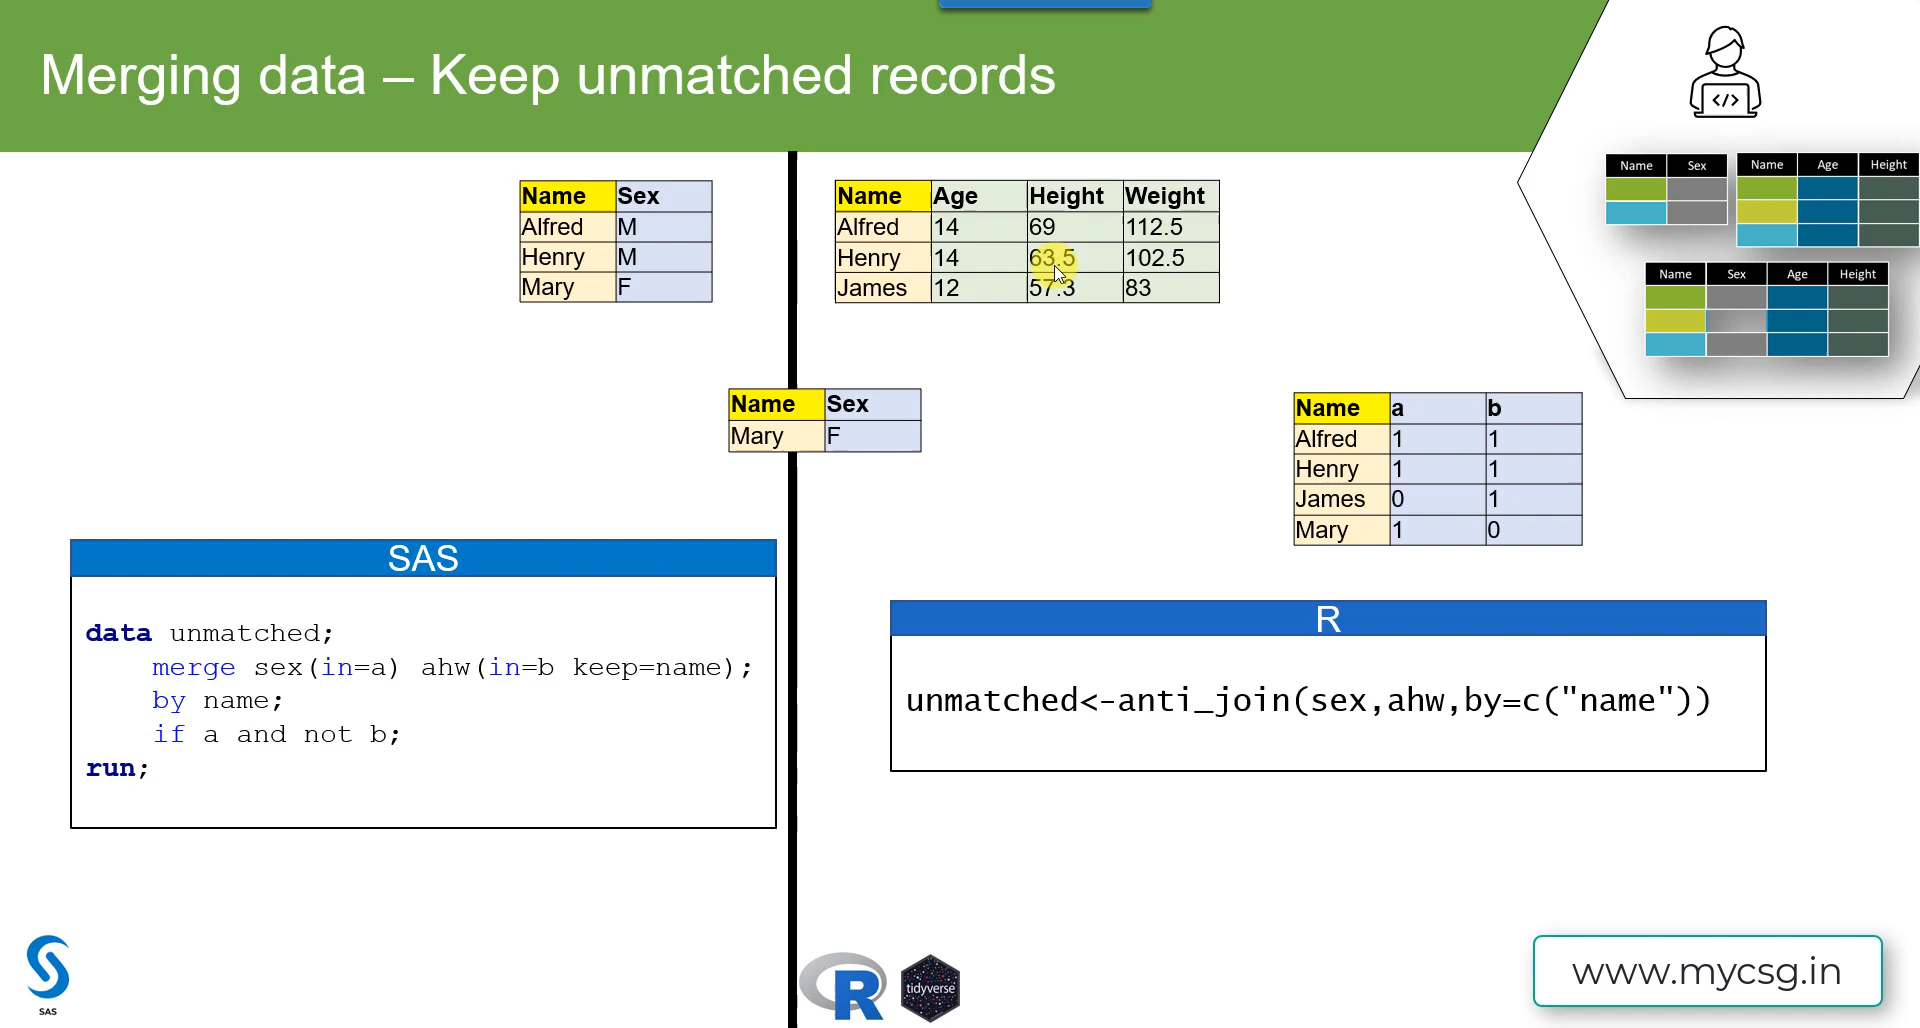 Merging data – Keep unmatched records
</>
Name Sex
Name Age Height
Name Sex Age Height
Name Sex
Alfred M
Henry M
Mary F
Name Age Height Weight
Alfred 14 69 112.5
Henry 14 63.5 102.5
James 12 57.3 83
Name Sex
Mary F
Name a b
Alfred 1 1
Henry 1 1
James 0 1
Mary 1 0
SAS
data unmatched;
merge sex(in=a) ahw(in=b keep=name);
by name;
if a and not b;
run;
R
unmatched<-anti_join(sex,ahw,by=c("name"))
SAS
R
tidyverse
www.mycsg.in